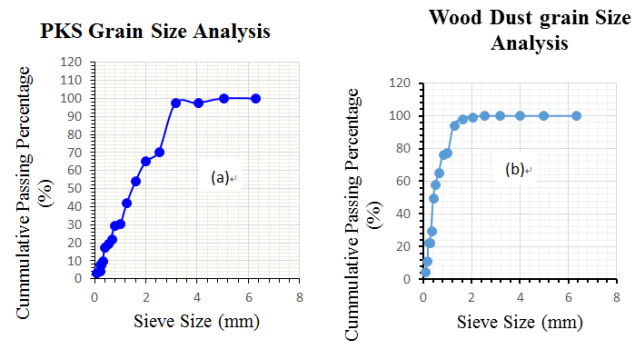 PKS Grain Size Analysis
120
110
100
90
80
70
60
50
40
30
20
10
0
0 2 4 6 8
Cummulative Passing Percentage
(%)
Sieve Size (mm)
(a)
Wood Dust grain Size
Analysis
120
100
80
60
40
20
0
0 2 4 6 8
Cummulative Passing Percentage
(%)
Sieve Size (mm)
(b)